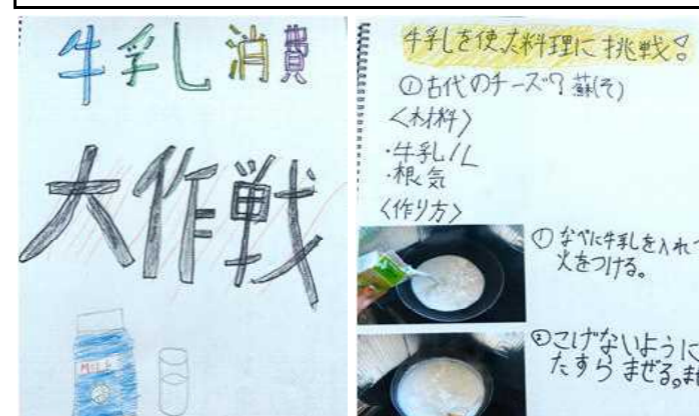 牛乳消費
大作戦
MILK
牛乳を使った料理に挑戦!
①古代のチーズ?蘇(そ)
<材料>
・牛乳1L
・根気
<作り方>
①なべに牛乳を入れ
火をつける。
②こげないように
たすらまぜる。